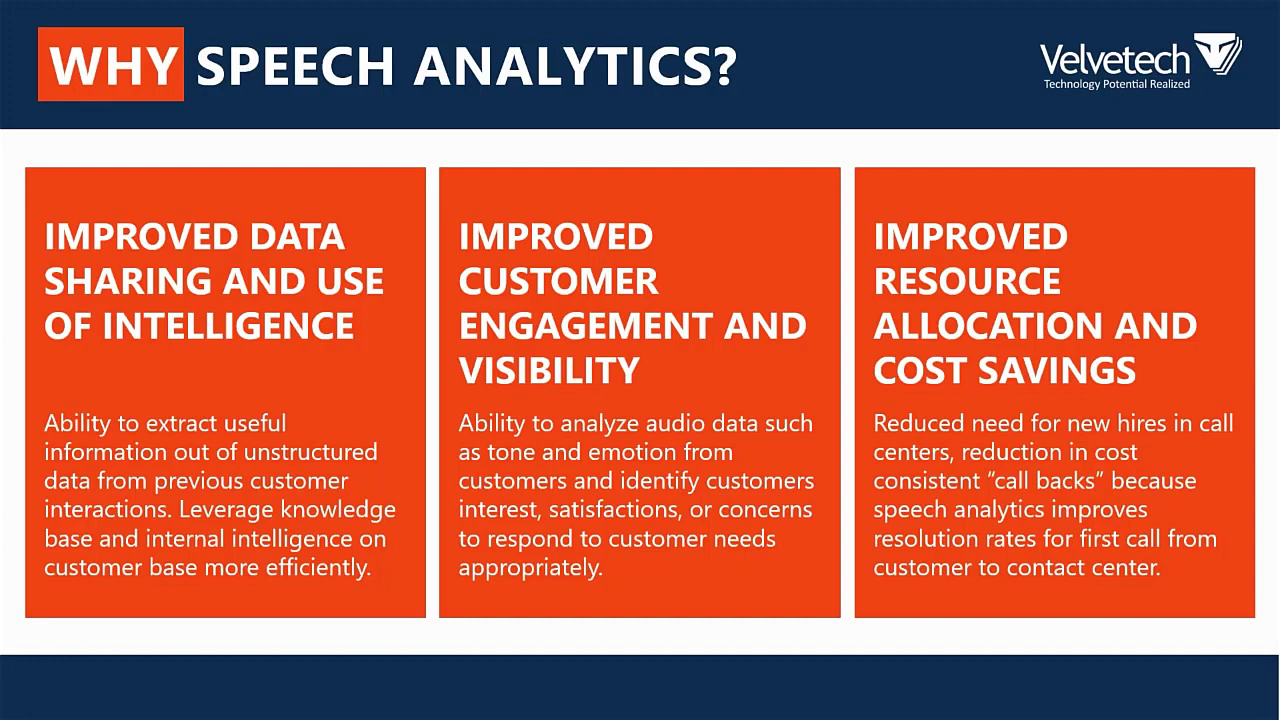 WHY SPEECH ANALYTICS?
Velvetech
Technology Potential Realized
IMPROVED DATA
SHARING AND USE
OF INTELLIGENCE
Ability to extract useful
information out of unstructured
data from previous customer
interactions. Leverage knowledge
base and internal intelligence on
customer base more efficiently.
IMPROVED
CUSTOMER
ENGAGEMENT AND
VISIBILITY
Ability to analyze audio data such
as tone and emotion from
customers and identify customers
interest, satisfactions, or concerns
to respond to customer needs
appropriately.
IMPROVED
RESOURCE
ALLOCATION AND
COST SAVINGS
Reduced need for new hires in call
centers, reduction in cost
consistent “call backs” because
speech analytics improves
resolution rates for first call from
customer to contact center.